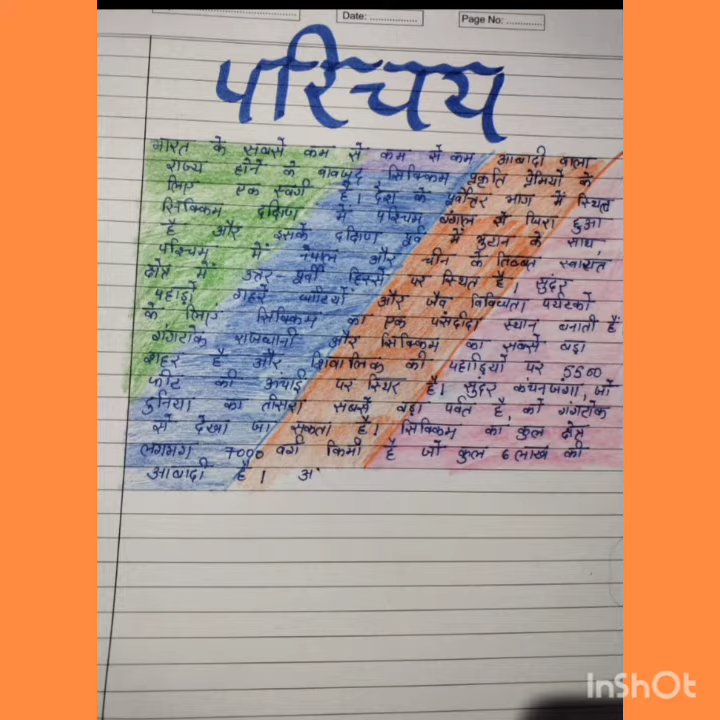 Date: ................
Page No: ............
परिचय
भारत के सबसे कम से कम से कम आबादी वाला
राज्य होने के बावजूद सिक्किम प्रकृति प्रेमियों के
लिए एक स्वर्ग है। देश के पूर्वोत्तर भाग में स्थित
सिक्किम दक्षिण में पश्चिम बंगाल से घिरा हुआ
है और इसके दक्षिण पूर्व में भूटान के साथ,
पश्चिम में नेपाल और चीन के तिब्बत स्वायत
क्षेत्र में उत्तर-पूर्वी हिस्से पर स्थित है। सुंदर
पहाड़ों गहरे घाटियों और जैव विविधता पर्यटकों
के लिए सिक्किम का एक पसंदीदा स्थान बनाती हैं
गंगटोक राजधानी और सिक्किम का सबसे बड़ा
शहर है और शिवालिक की पहाड़ियों पर 5500
फीट की ऊंचाई पर स्थिर है। सुदर कंचनजंगा, जो
दुनिया का तीसरा सबसे बड़ा पर्वत है, को गंगटोक
से देखा जा सकता है। सिक्किम का कुल क्षेत्र
लगभग 7000 वर्ग किमी है जो कुल 6 लाख की
आबादी है। अं
InShOt